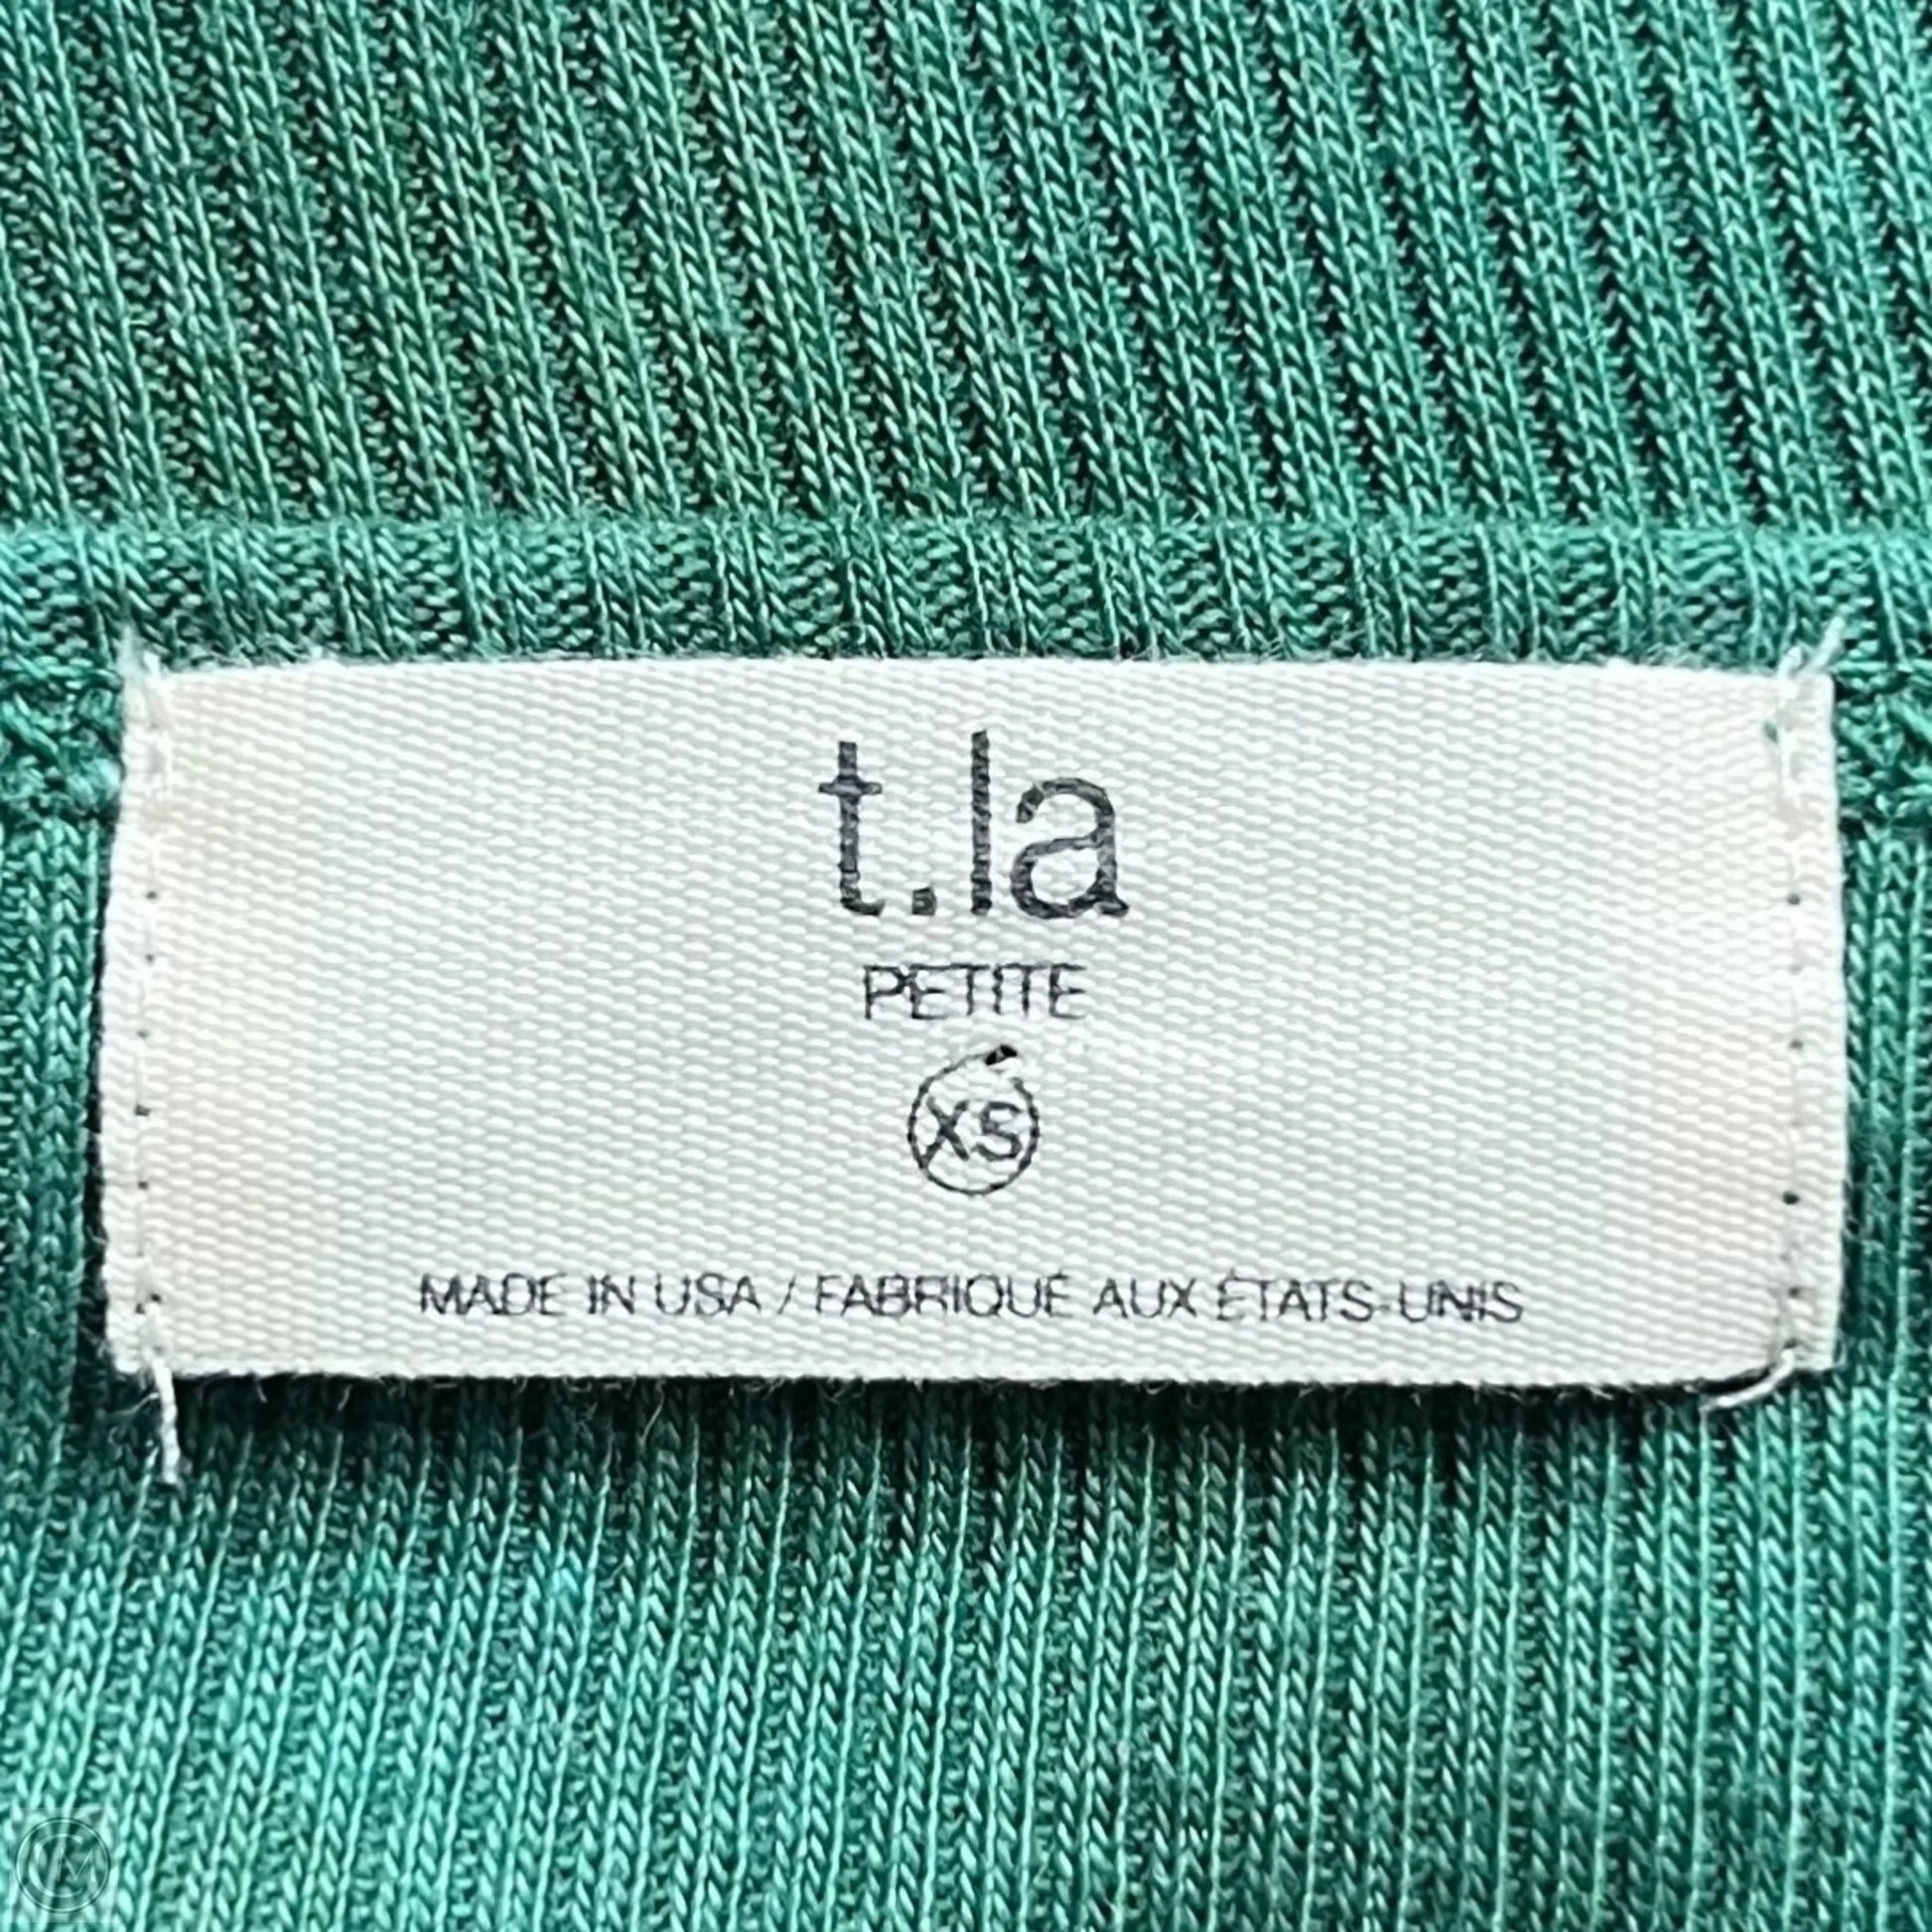 t.la
PETITE
XS
MADE IN USA / FABRIQUÉ AUX ÉTATS-UNIS